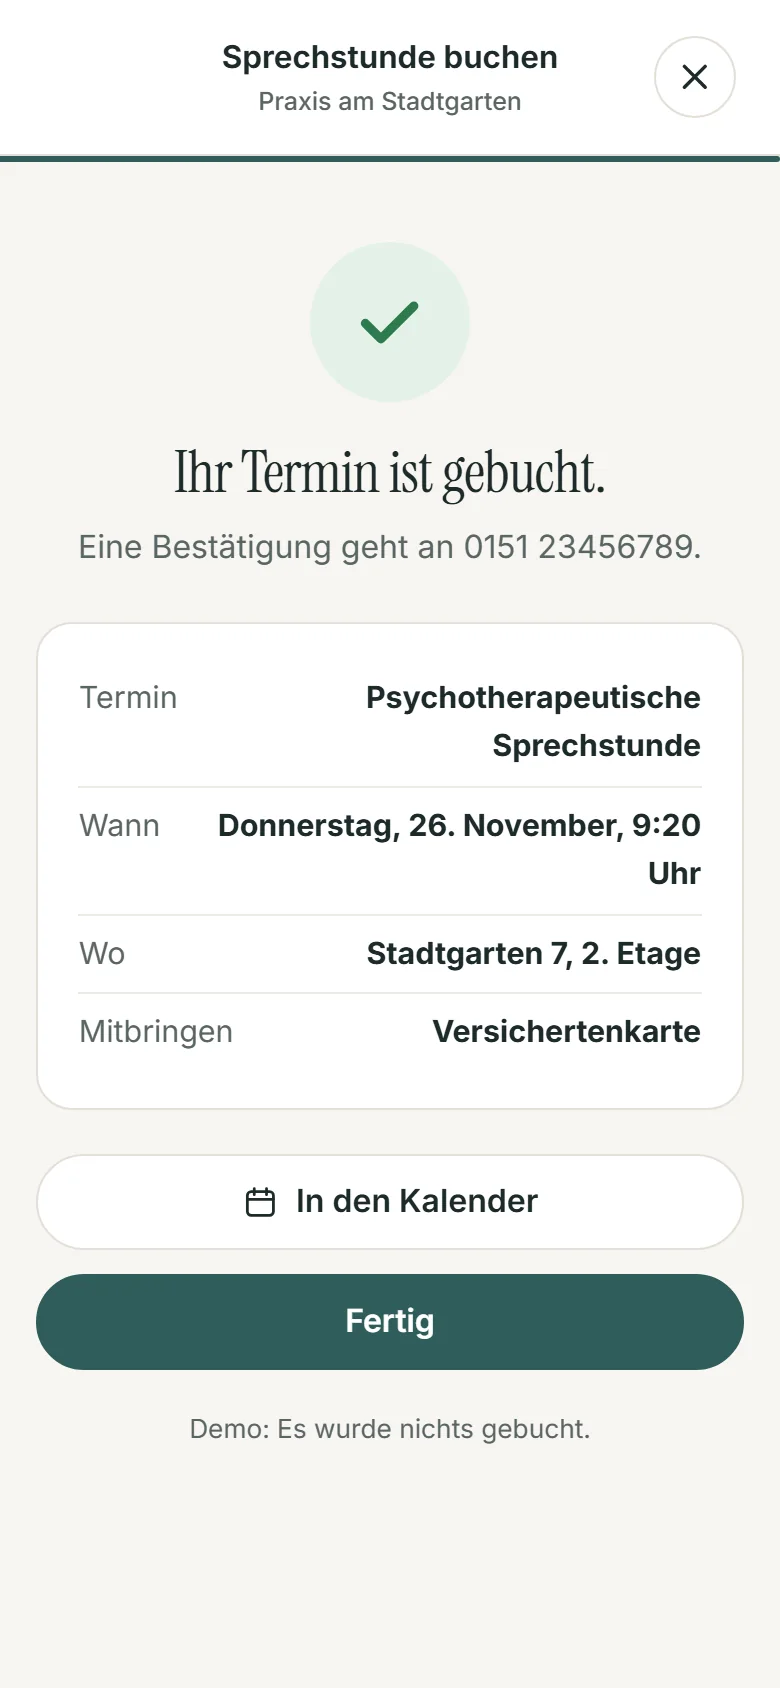 Sprechstunde buchen
Praxis am Stadtgarten
Ihr Termin ist gebucht.
Eine Bestätigung geht an 0151 23456789.
Termin Psychotherapeutische
Sprechstunde
Wann Donnerstag, 26. November, 9:20
Uhr
Wo Stadtgarten 7, 2. Etage
Mitbringen Versichertenkarte
In den Kalender
Fertig
Demo: Es wurde nichts gebucht.